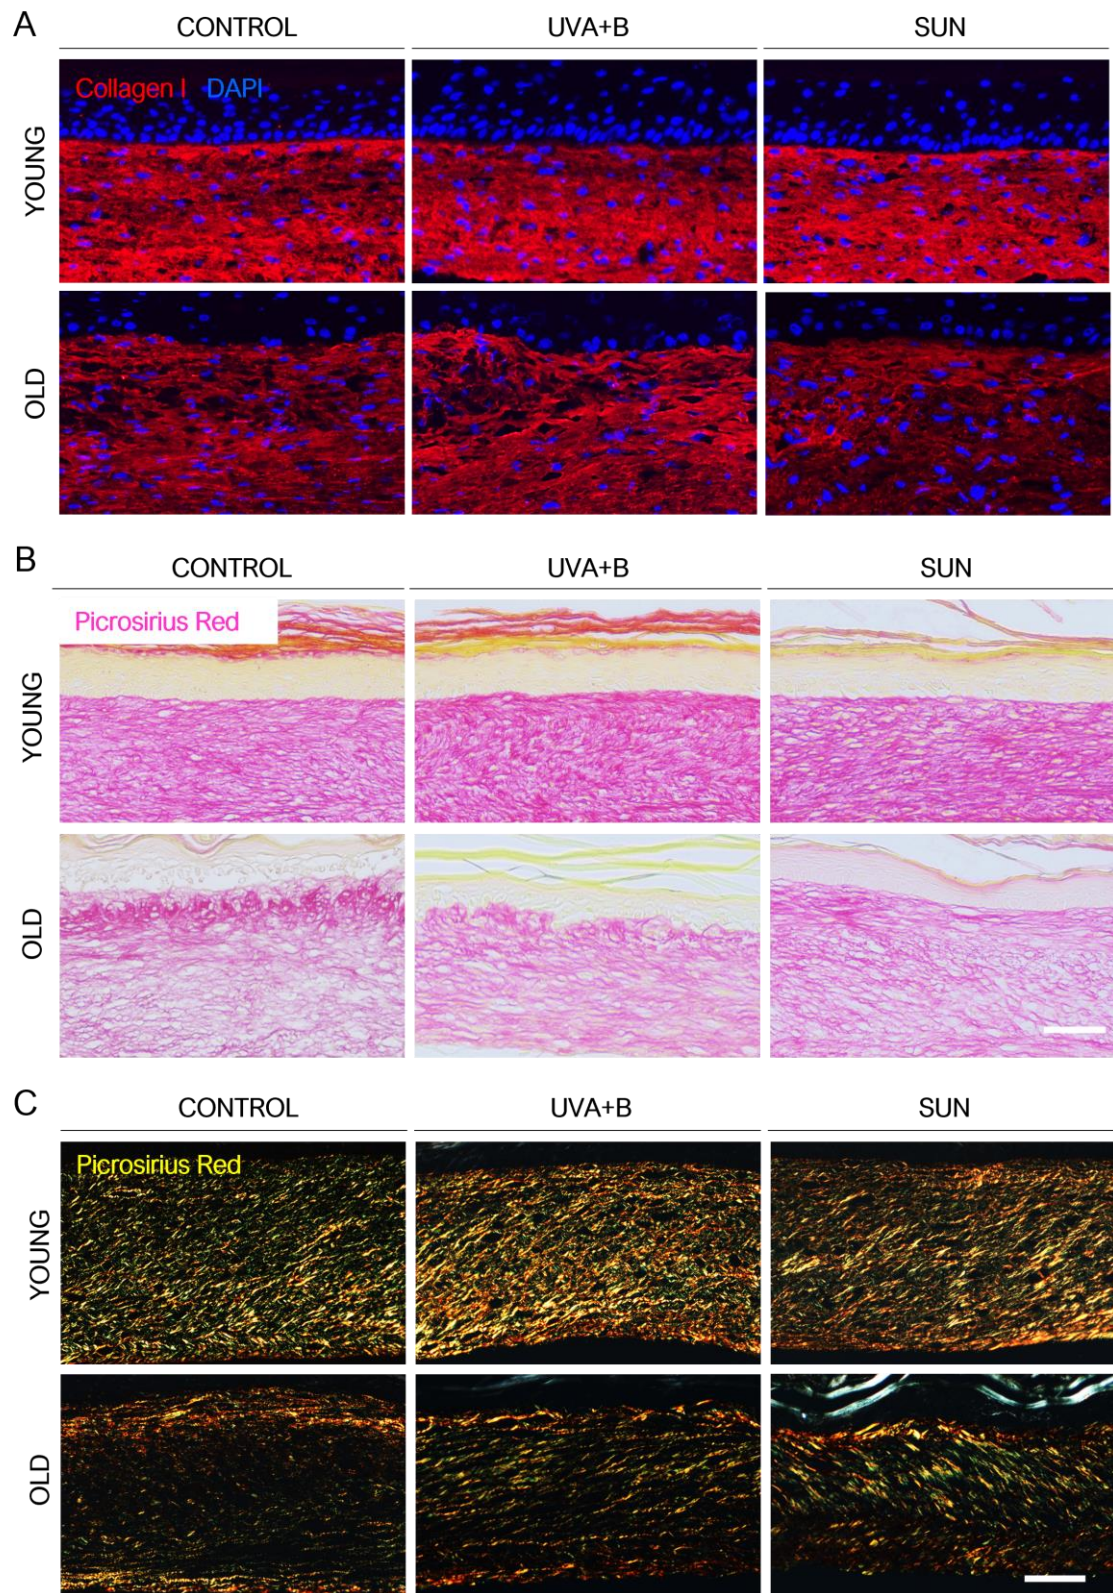 A
CONTROL UVA+B SUN
Collagen I DAPI
YOUNG
OLD
B
CONTROL UVA+B SUN
Picrosirius Red
YOUNG
OLD
C
CONTROL UVA+B SUN
Picrosirius Red
YOUNG
OLD